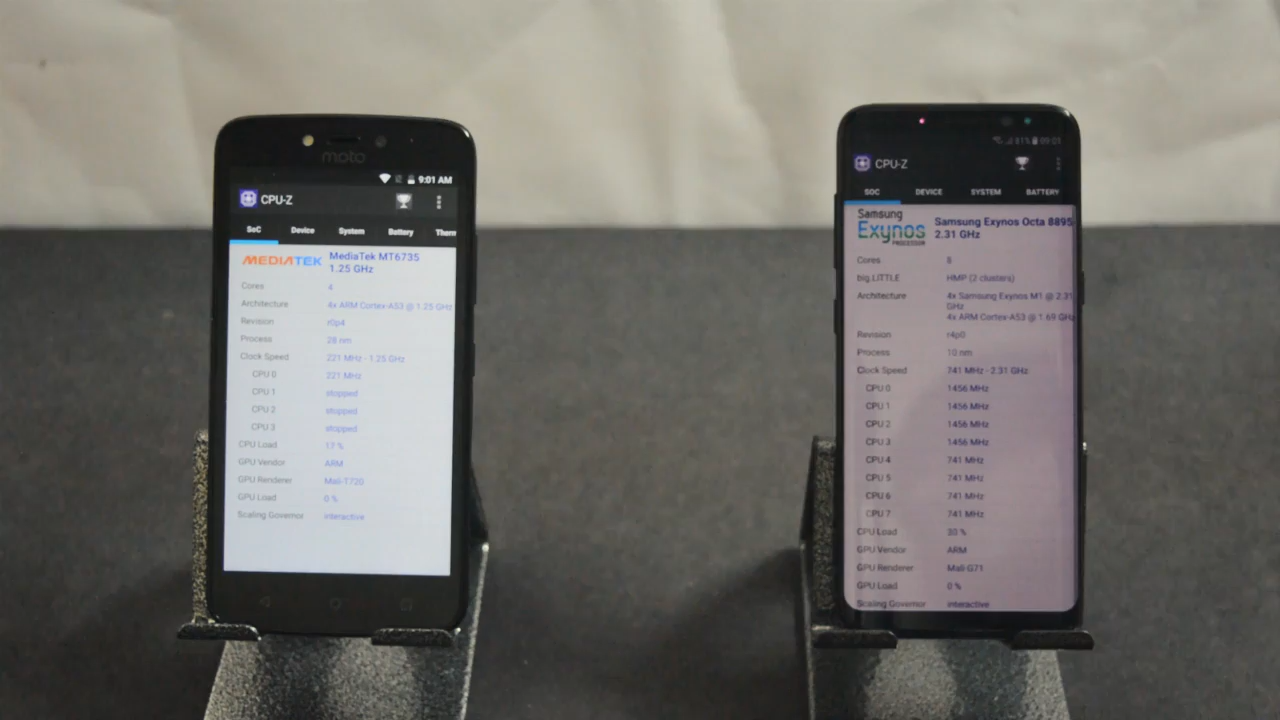 moto
9:01 AM
CPU-Z
SoC Device System Battery Therm
MEDIATEK
MediaTek MT6735
1.25 GHz
Cores 4
Architecture 4x ARM Cortex-A53 @ 1.25 GHz
Revision r0p4
Process 28 nm
Clock Speed 221 MHz - 1.25 GHz
CPU 0 221 MHz
CPU 1 stopped
CPU 2 stopped
CPU 3 stopped
CPU Load 17 %
GPU Vendor ARM
GPU Renderer Mali-T720
GPU Load 0 %
Scaling Governor interactive
81% 09:01
CPU-Z
SOC DEVICE SYSTEM BATTERY
Samsung
Exynos
PROCESSOR
Samsung Exynos Octa 8895
2.31 GHz
Cores 8
big.LITTLE HMP (2 clusters)
Architecture 4x Samsung Exynos M1 @ 2.31
GHz
4x ARM Cortex-A53 @ 1.69 GHz
Revision r4p0
Process 10 nm
Clock Speed 741 MHz - 2.31 GHz
CPU 0 1456 MHz
CPU 1 1456 MHz
CPU 2 1456 MHz
CPU 3 1456 MHz
CPU 4 741 MHz
CPU 5 741 MHz
CPU 6 741 MHz
CPU 7 741 MHz
CPU Load 30 %
GPU Vendor ARM
GPU Renderer Mali-G71
GPU Load 0 %
Scaling Governor interactive